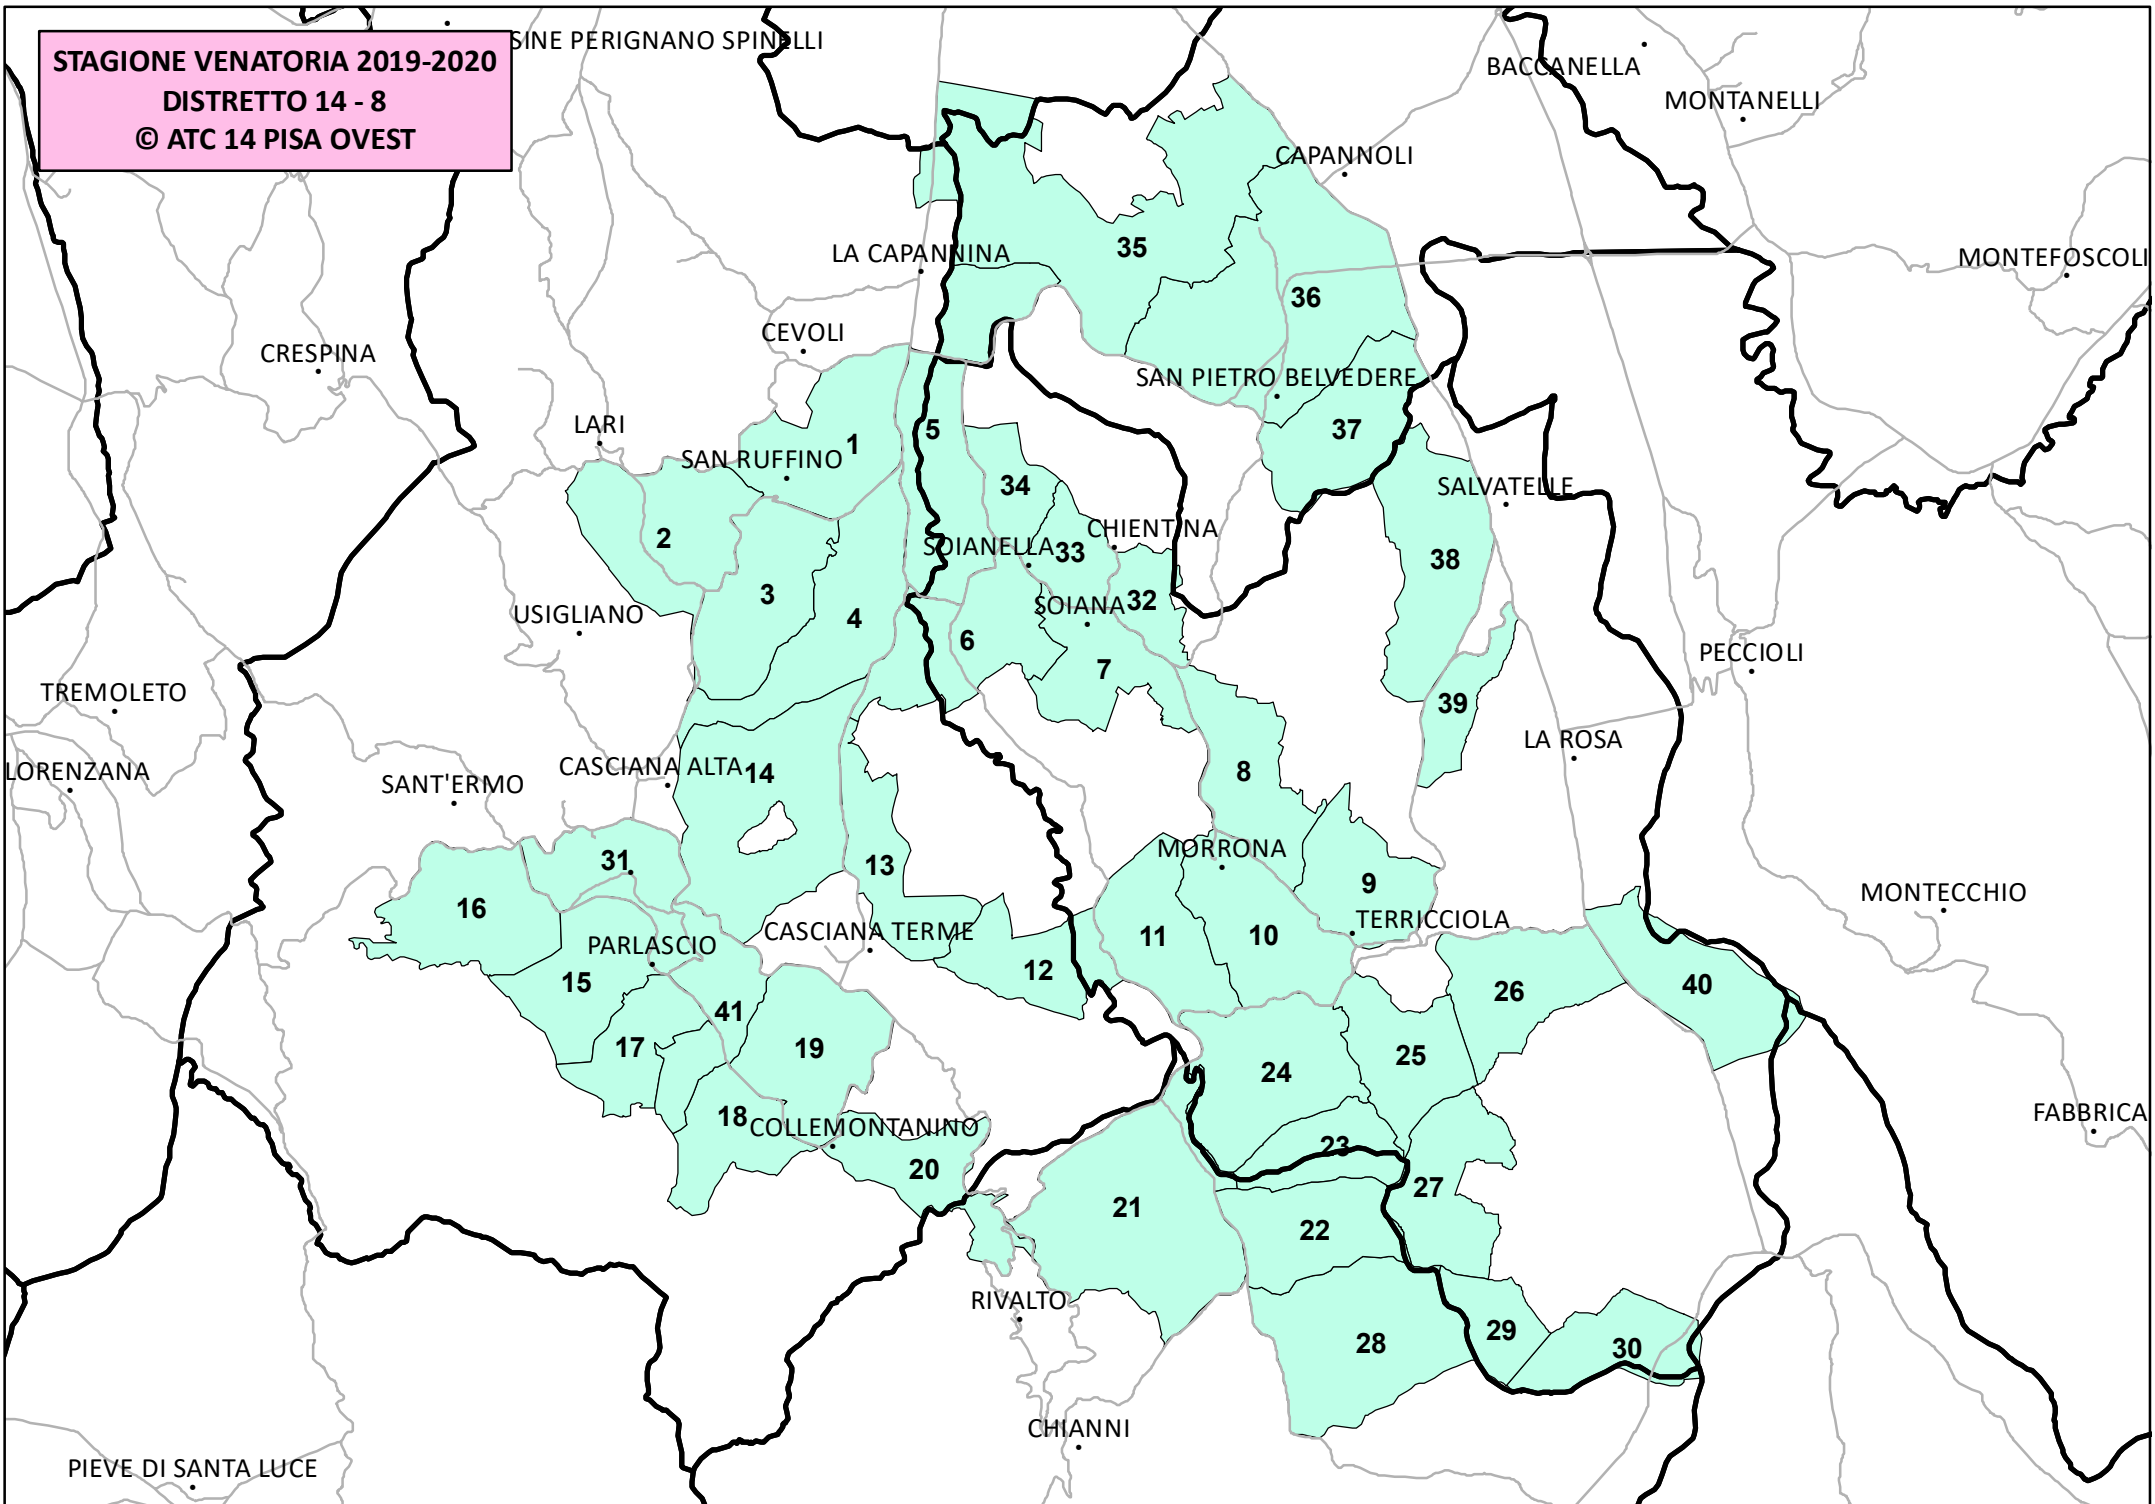 STAGIONE VENATORIA 2019-2020
DISTRETTO 14 - 8
© ATC 14 PISA OVEST
SINE PERIGNANO SPINELLI
BACCANELLA
MONTANELLI
CAPANNOLI
LA CAPANNINA
35
MONTEFOSCOLI
36
CEVOLI
CRESPINA
SAN PIETRO BELVEDERE
LARI
5
37
1
SAN RUFFINO
34
SALVATELLE
2
CHIENTINA
SOIANELLA
33
38
3
32
SOIANA
USIGLIANO
4
6
PECCIOLI
7
TREMOLETO
39
LA ROSA
LORENZANA
SANT'ERMO
CASCIANA ALTA
14
8
MORRONA
31
13
9
MONTECCHIO
16
TERRICCIOLA
PARLASCIO
CASCIANA TERME
11
10
12
15
26
40
41
17
19
25
24
FABBRICA
18
COLLEMONTANINO
23
20
27
21
22
RIVALTO
29
28
30
CHIANNI
PIEVE DI SANTA LUCE